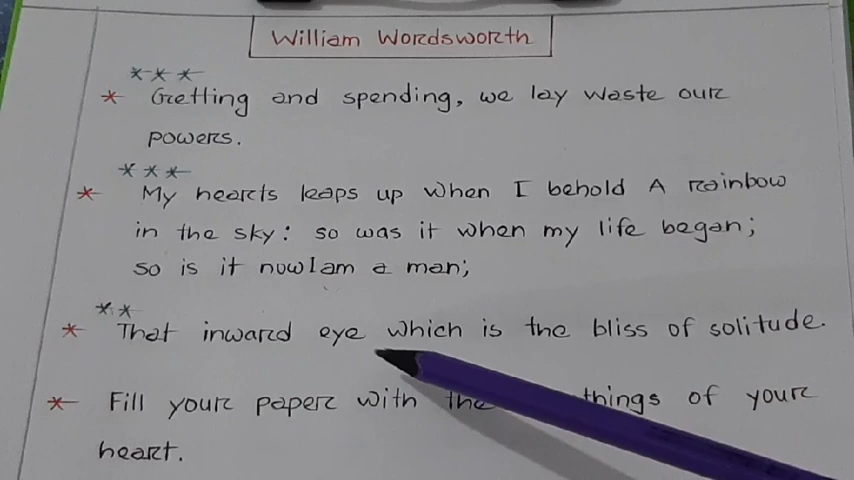 William Wordsworth
* * *
* Getting and spending, we lay waste our
powers.
* * *
* My hearts leaps up when I behold A rainbow
in the sky: so was it when my life began;
so is it now I am a man;
* *
* That inward eye which is the bliss of solitude.
* Fill your paper with the things of your
heart.